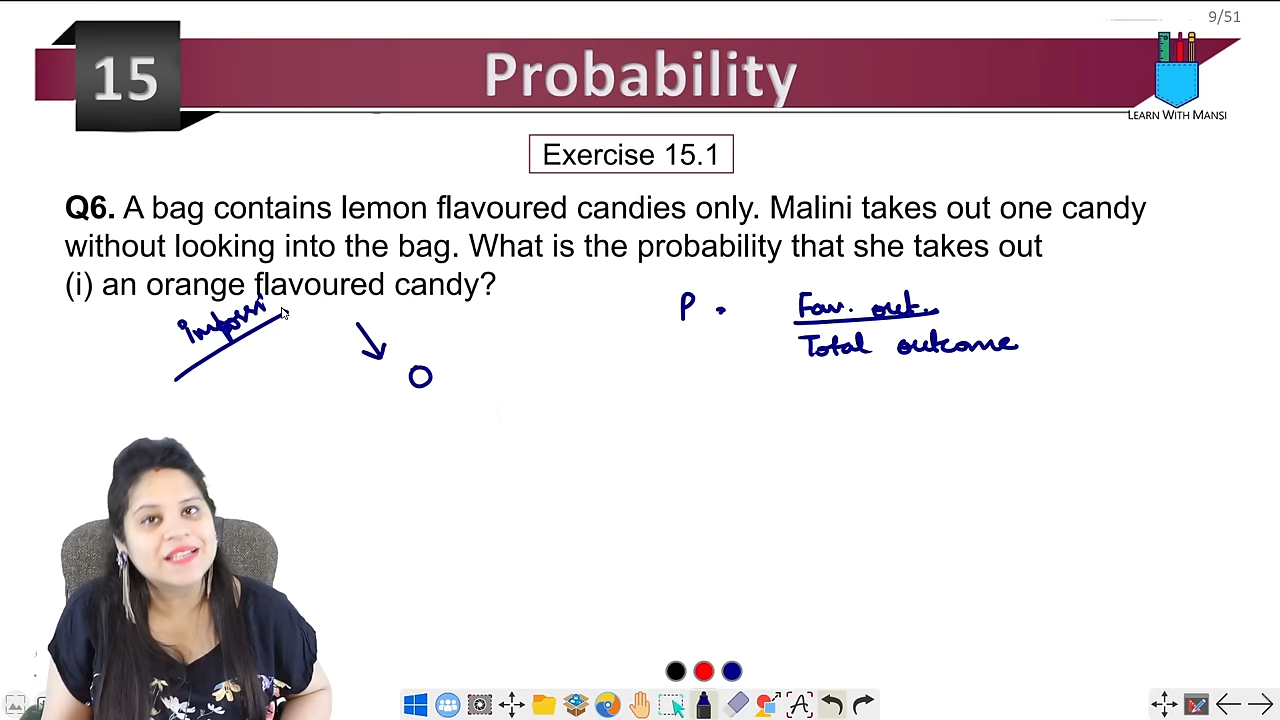 9/51
15
Probability
LEARN WITH MANSI
Exercise 15.1
Q6. A bag contains lemon flavoured candies only. Malini takes out one candy
without looking into the bag. What is the probability that she takes out
(i) an orange flavoured candy?
impossi
0
P = Fav. out.
Total outcome